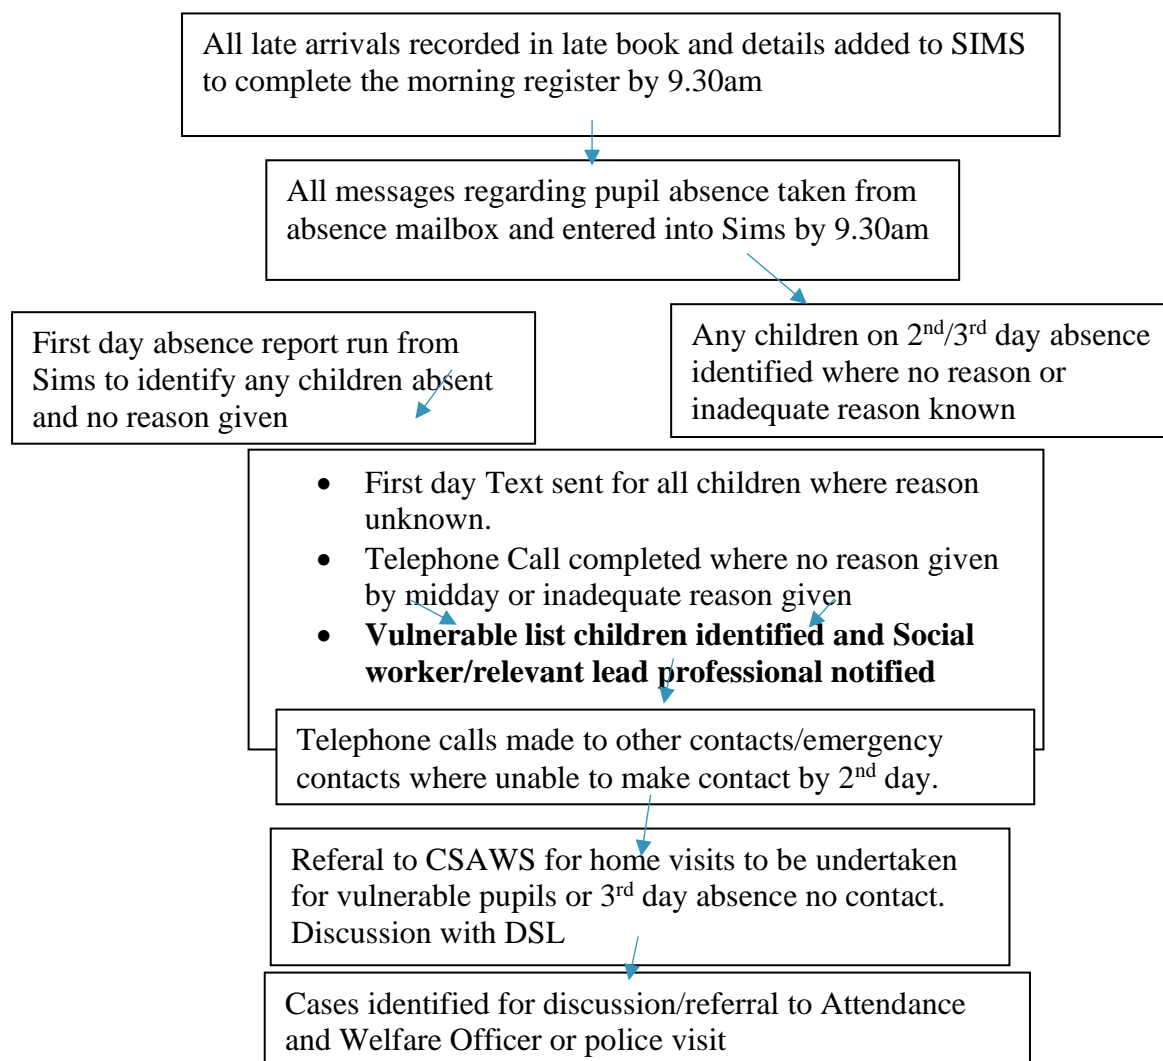 All late arrivals recorded in late book and details added to SIMS
to complete the morning register by 9.30am
All messages regarding pupil absence taken from
absence mailbox and entered into Sims by 9.30am
First day absence report run from
Sims to identify any children absent
and no reason given
Any children on 2nd/3rd day absence
identified where no reason or
inadequate reason known
• First day Text sent for all children where reason
unknown.
• Telephone Call completed where no reason given
by midday or inadequate reason given
• Vulnerable list children identified and Social
worker/relevant lead professional notified
Telephone calls made to other contacts/emergency
contacts where unable to make contact by 2nd day.
Referal to CSAWS for home visits to be undertaken
for vulnerable pupils or 3rd day absence no contact.
Discussion with DSL
Cases identified for discussion/referral to Attendance
and Welfare Officer or police visit